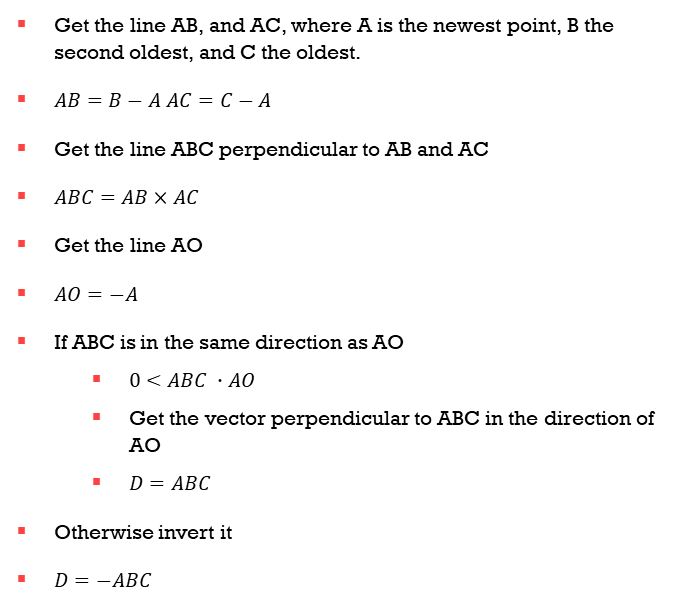 Get the line AB, and AC, where A is the newest point, B the
second oldest, and C the oldest.
AB = B − A AC = C − A
Get the line ABC perpendicular to AB and AC
ABC = AB × AC
Get the line AO
AO = −A
If ABC is in the same direction as AO
0 < ABC · AO
Get the vector perpendicular to ABC in the direction of
AO
D = ABC
Otherwise invert it
D = −ABC